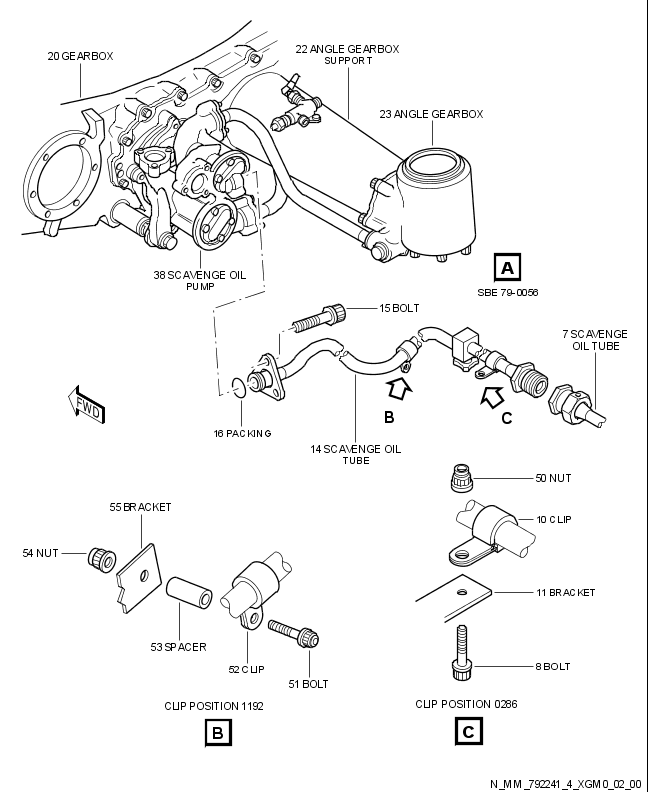 20 GEARBOX
22 ANGLE GEARBOX
SUPPORT
23 ANGLE GEARBOX
38 SCAVENGE OIL
PUMP
A
SBE 79-0056
15 BOLT
7 SCAVENGE
OIL TUBE
FWD
B
C
16 PACKING
14 SCAVENGE OIL
TUBE
50 NUT
55 BRACKET
10 CLIP
54 NUT
11 BRACKET
53 SPACER
52 CLIP
8 BOLT
51 BOLT
CLIP POSITION 1192
CLIP POSITION 0286
B
C
N_MM_792241_4_XGM0_02_00